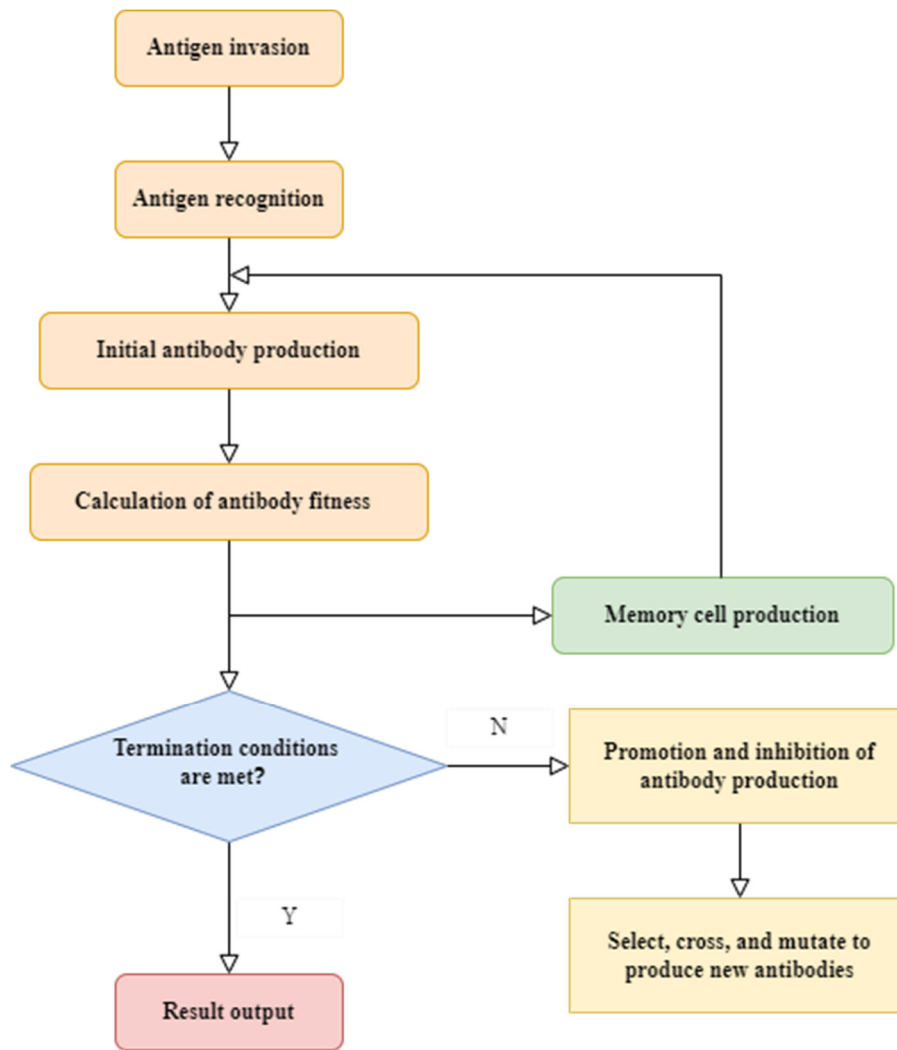 Antigen invasion
Antigen recognition
Initial antibody production
Calculation of antibody fitness
Memory cell production
Termination conditions
are met?
N
Promotion and inhibition of
antibody production
Y
Select, cross, and mutate to
produce new antibodies
Result output